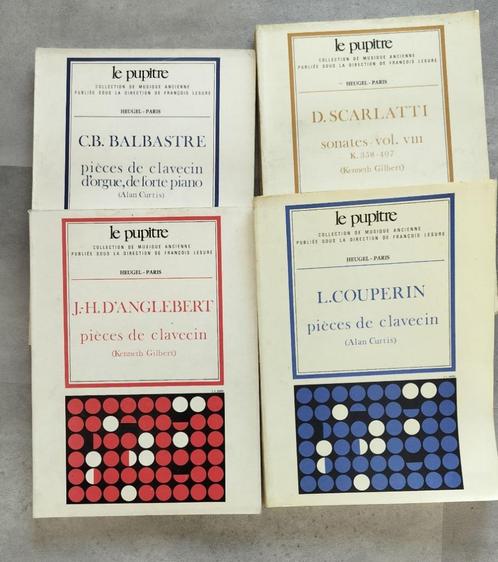 le pupitre
COLLECTION DE MUSIQUE ANCIENNE
PUBLIÉE SOUS LA DIRECTION DE FRANÇOIS LESURE
HEUGEL - PARIS
C.B. BALBASTRE
pièces de clavecin
d'orgue, de forte piano
(Alan Curtis)
le pupitre
COLLECTION DE MUSIQUE ANCIENNE
PUBLIÉE SOUS LA DIRECTION DE FRANÇOIS LESURE
HEUGEL - PARIS
D. SCARLATTI
sonates - vol. VIII
K. 358 - 407
(Kenneth Gilbert)
le pupitre
COLLECTION DE MUSIQUE ANCIENNE
PUBLIÉE SOUS LA DIRECTION DE FRANÇOIS LESURE
HEUGEL - PARIS
J.-H. D'ANGLEBERT
pièces de clavecin
(Kenneth Gilbert)
le pupitre
COLLECTION DE MUSIQUE ANCIENNE
PUBLIÉE SOUS LA DIRECTION DE FRANÇOIS LESURE
HEUGEL - PARIS
L. COUPERIN
pièces de clavecin
(Alan Curtis)